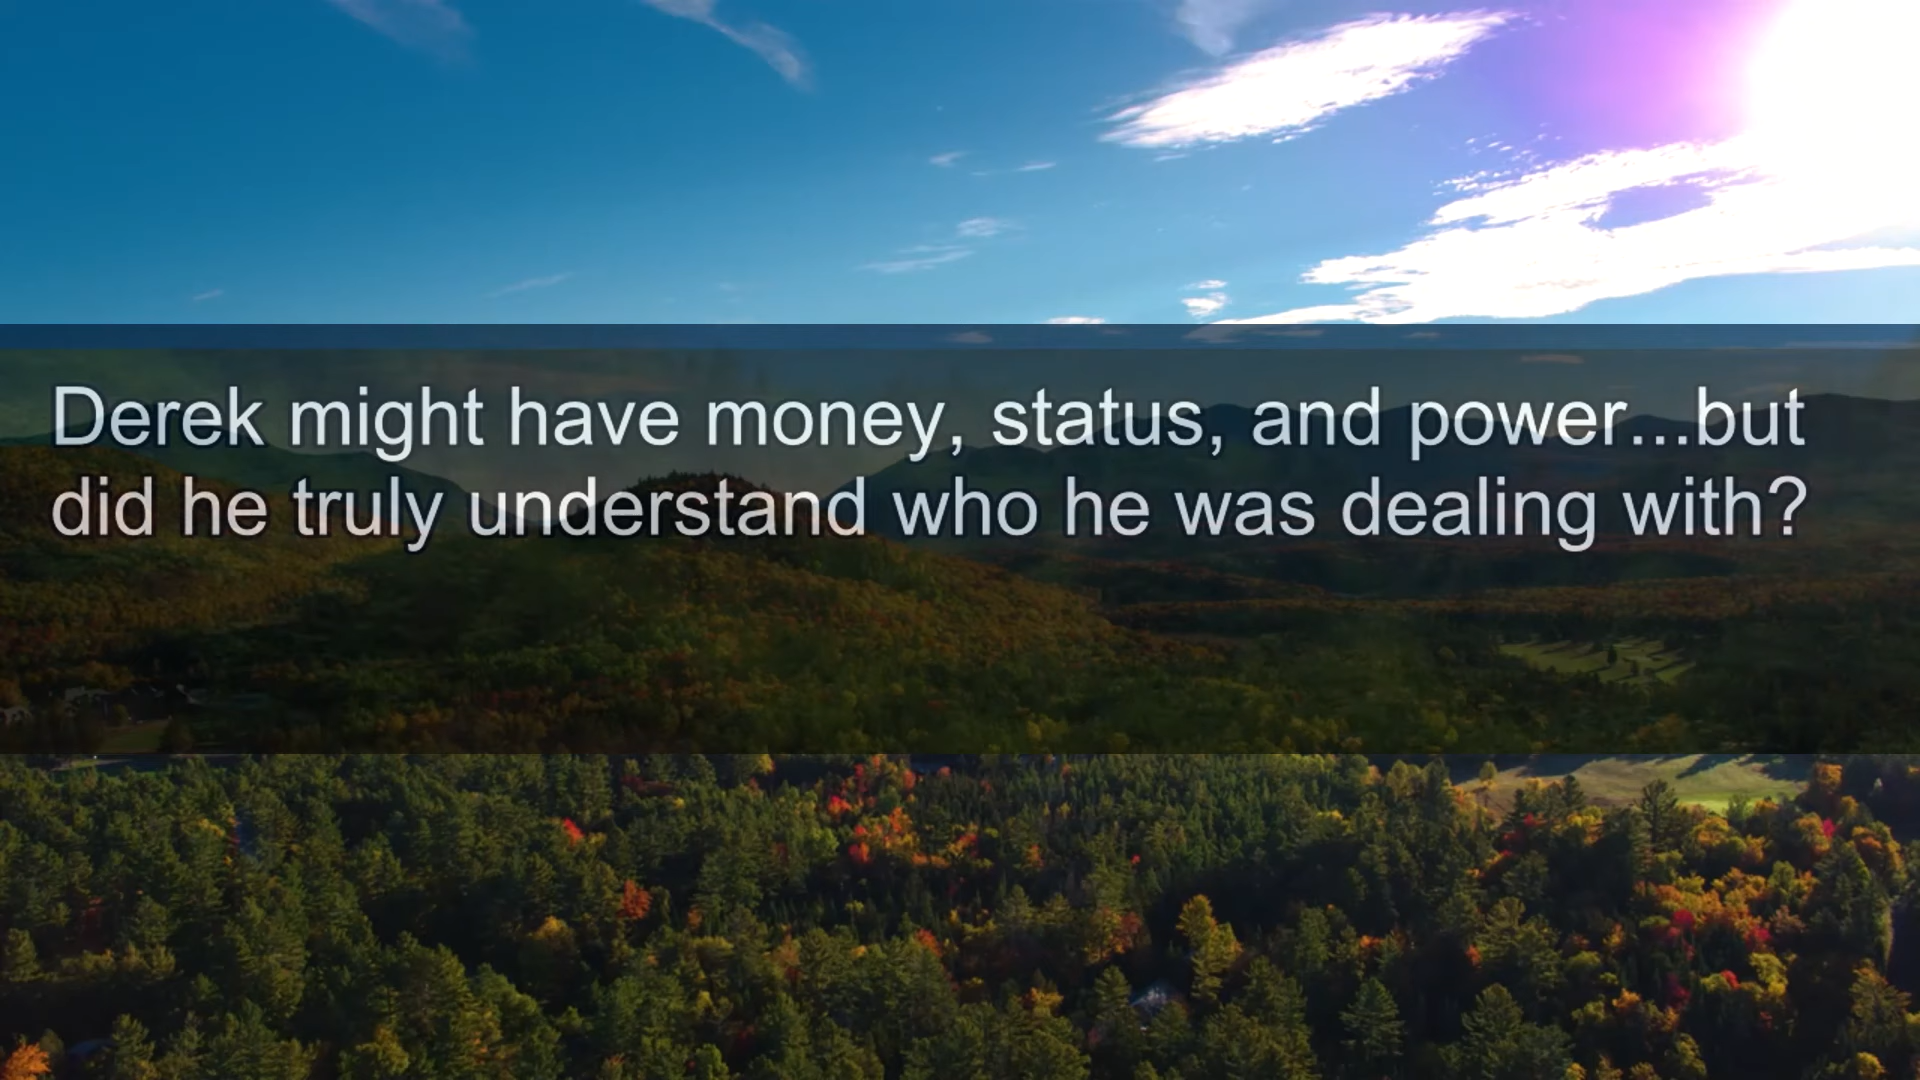 Derek might have money, status, and power...but
did he truly understand who he was dealing with?